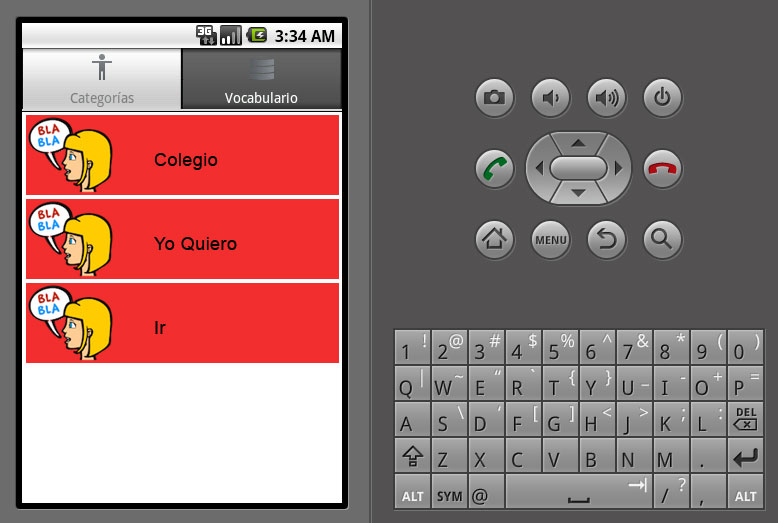 3G 3:34 AM
Categorías Vocabulario
BLA BLA Colegio
BLA BLA Yo Quiero
BLA BLA Ir
MENU
1 ! 2 @ 3 # 4 $ 5 % 6 ^ 7 & 8 * 9 ( 0 )
Q | W ~ E “ R ` T { Y } U _ I - O + P =
A S \ D ‘ F [ G ] H < J > K ; L : DEL
Z X C V B N M .
ALT SYM @ / ? , ALT